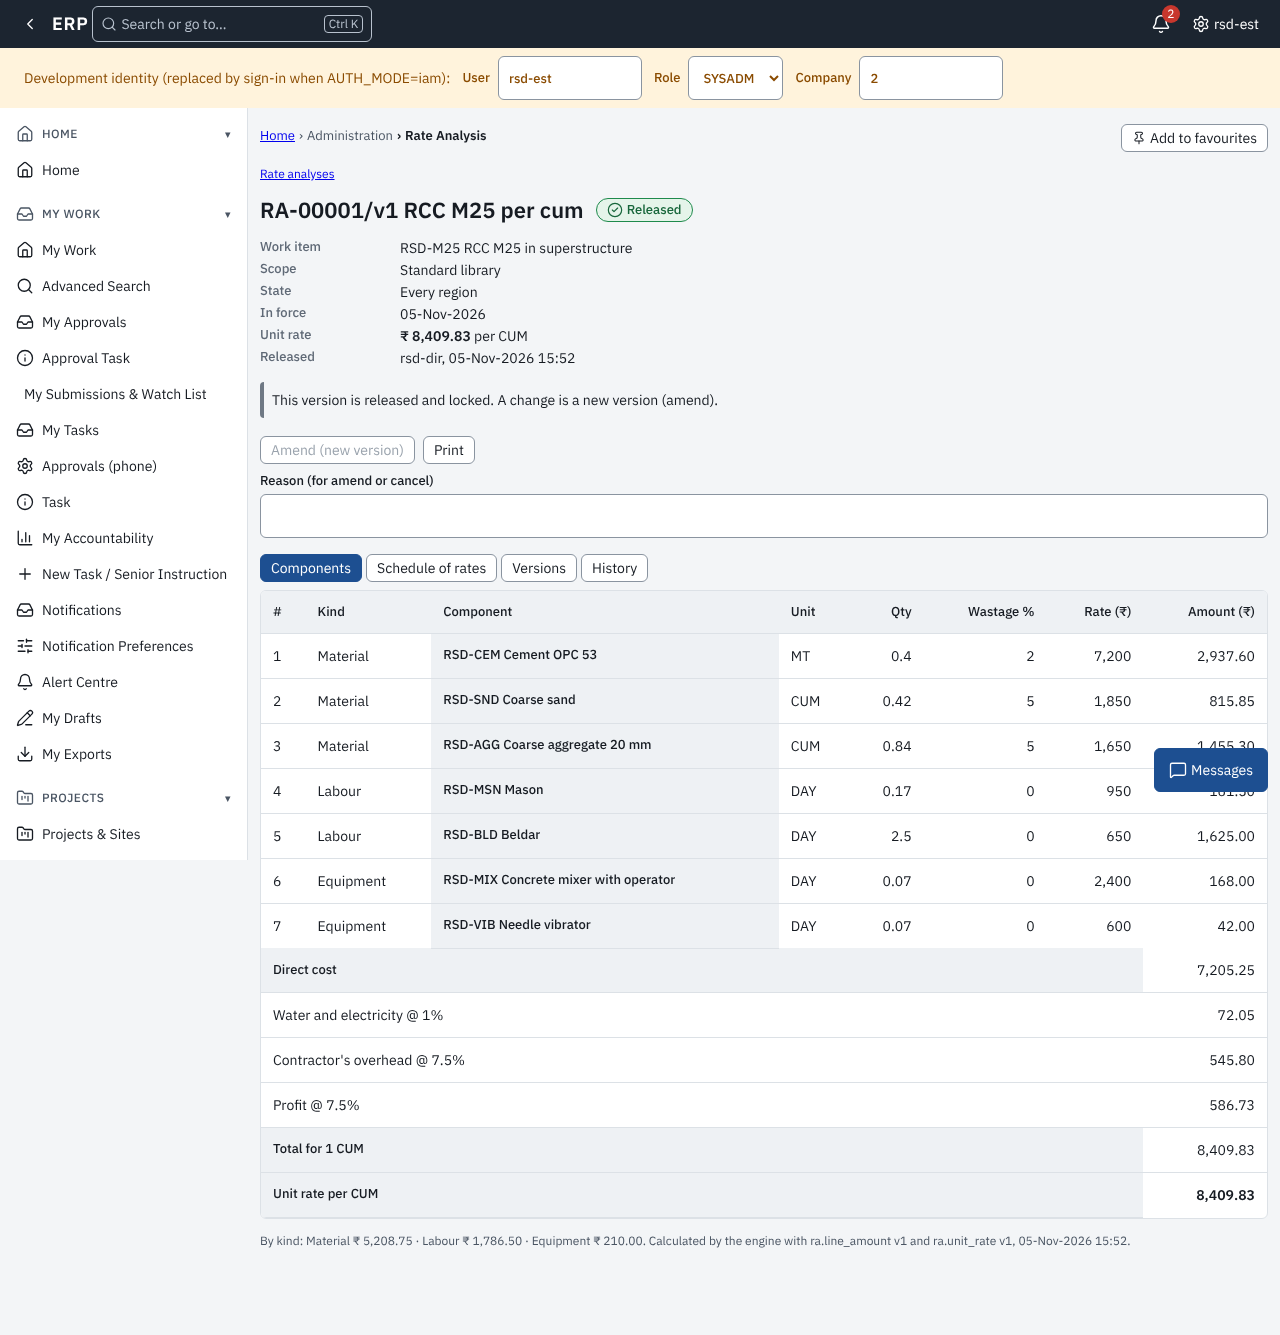 ERP
Search or go to...
Ctrl K
2
rsd-est
Development identity (replaced by sign-in when AUTH_MODE=iam):
User
rsd-est
Role
SYSADM
Company
2
HOME
Home
MY WORK
My Work
Advanced Search
My Approvals
Approval Task
My Submissions & Watch List
My Tasks
Approvals (phone)
Task
My Accountability
New Task / Senior Instruction
Notifications
Notification Preferences
Alert Centre
My Drafts
My Exports
PROJECTS
Projects & Sites
Home › Administration › Rate Analysis
Add to favourites
Rate analyses
RA-00001/v1 RCC M25 per cum
Released
Work item RSD-M25 RCC M25 in superstructure
Scope Standard library
State Every region
In force 05-Nov-2026
Unit rate ₹ 8,409.83 per CUM
Released rsd-dir, 05-Nov-2026 15:52
This version is released and locked. A change is a new version (amend).
Amend (new version)
Print
Reason (for amend or cancel)
Components
Schedule of rates
Versions
History
# Kind Component Unit Qty Wastage % Rate (₹) Amount (₹)
1 Material RSD-CEM Cement OPC 53 MT 0.4 2 7,200 2,937.60
2 Material RSD-SND Coarse sand CUM 0.42 5 1,850 815.85
3 Material RSD-AGG Coarse aggregate 20 mm CUM 0.84 5 1,650 1,455.30
Messages
4 Labour RSD-MSN Mason DAY 0.17 0 950
5 Labour RSD-BLD Beldar DAY 2.5 0 650 1,625.00
6 Equipment RSD-MIX Concrete mixer with operator DAY 0.07 0 2,400 168.00
7 Equipment RSD-VIB Needle vibrator DAY 0.07 0 600 42.00
Direct cost 7,205.25
Water and electricity @ 1% 72.05
Contractor's overhead @ 7.5% 545.80
Profit @ 7.5% 586.73
Total for 1 CUM 8,409.83
Unit rate per CUM 8,409.83
By kind: Material ₹ 5,208.75 · Labour ₹ 1,786.50 · Equipment ₹ 210.00. Calculated by the engine with ra.line_amount v1 and ra.unit_rate v1, 05-Nov-2026 15:52.